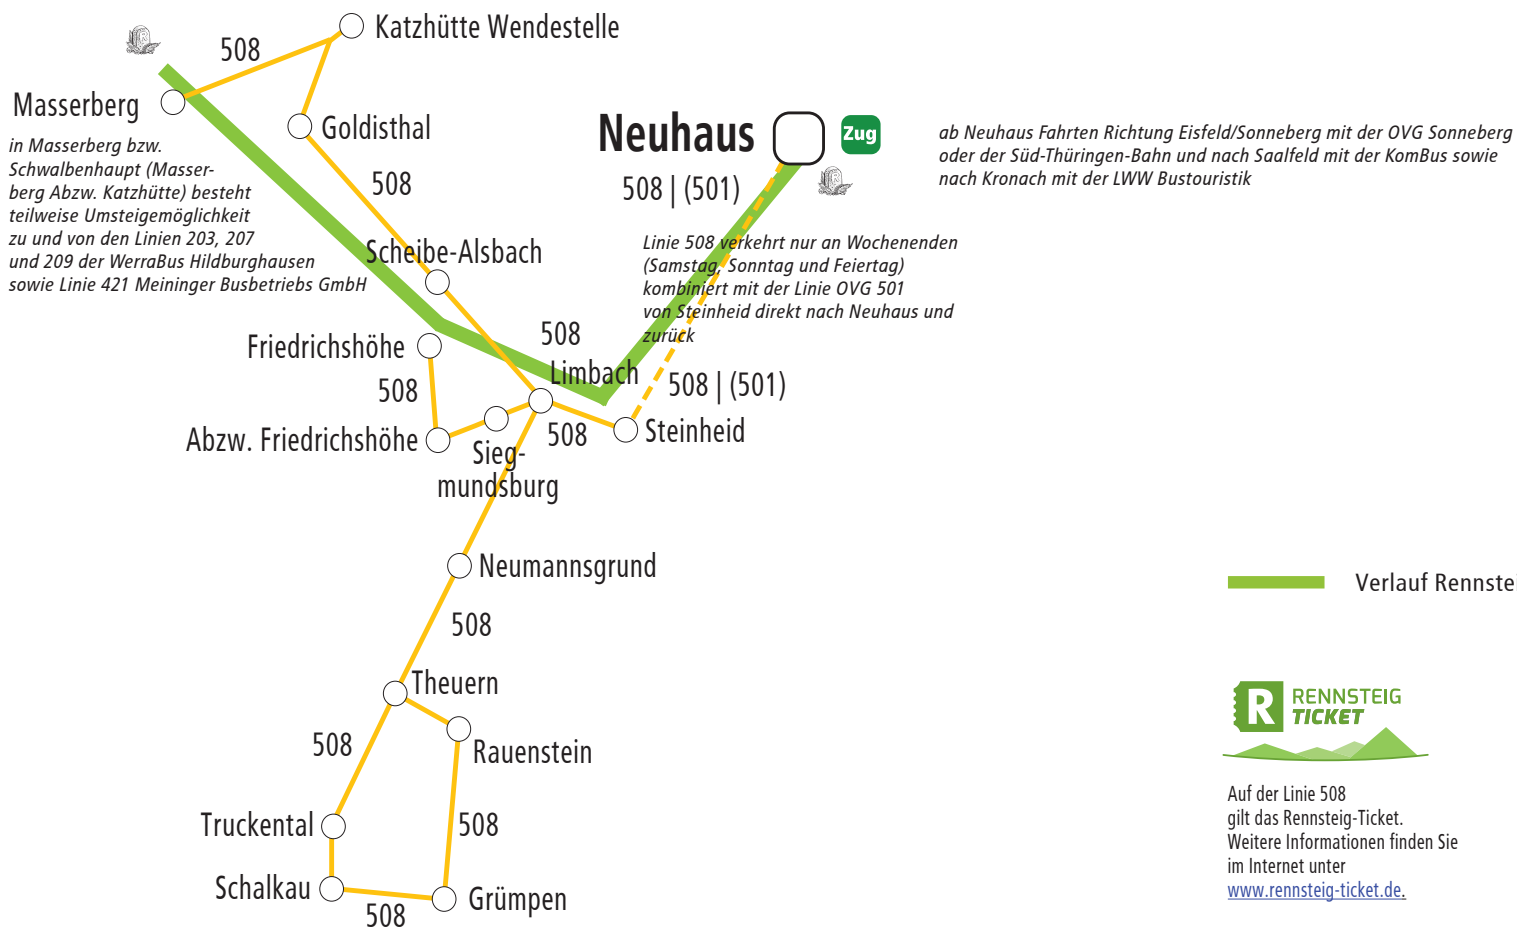 Katzhütte Wendestelle
508
Masserberg
Goldisthal
Neuhaus
Zug
ab Neuhaus Fahrten Richtung Eisfeld/Sonneberg mit der OVG Sonneberg
oder der Süd-Thüringen-Bahn und nach Saalfeld mit der KomBus sowie
nach Kronach mit der LWW Bustouristik
in Masserberg bzw.
Schwalbenhaupt (Masser-
berg Abzw. Katzhütte) besteht
teilweise Umsteigemöglichkeit
zu und von den Linien 203, 207
und 209 der WerraBus Hildburghausen
sowie Linie 421 Meininger Busbetriebs GmbH
508
508 | (501)
Scheibe-Alsbach
Linie 508 verkehrt nur an Wochenenden
(Samstag, Sonntag und Feiertag)
kombiniert mit der Linie OVG 501
von Steinheid direkt nach Neuhaus und
zurück
508
Friedrichshöhe
Limbach
508
508 | (501)
Abzw. Friedrichshöhe
508
Steinheid
Sieg-
mundsburg
Neumannsgrund
508
Verlauf Rennste
Theuern
508
Rauenstein
RENNSTEIG
TICKET
R
Truckental
508
Schalkau
Grümpen
508
Auf der Linie 508
gilt das Rennsteig-Ticket.
Weitere Informationen finden Sie
im Internet unter
www.rennsteig-ticket.de.